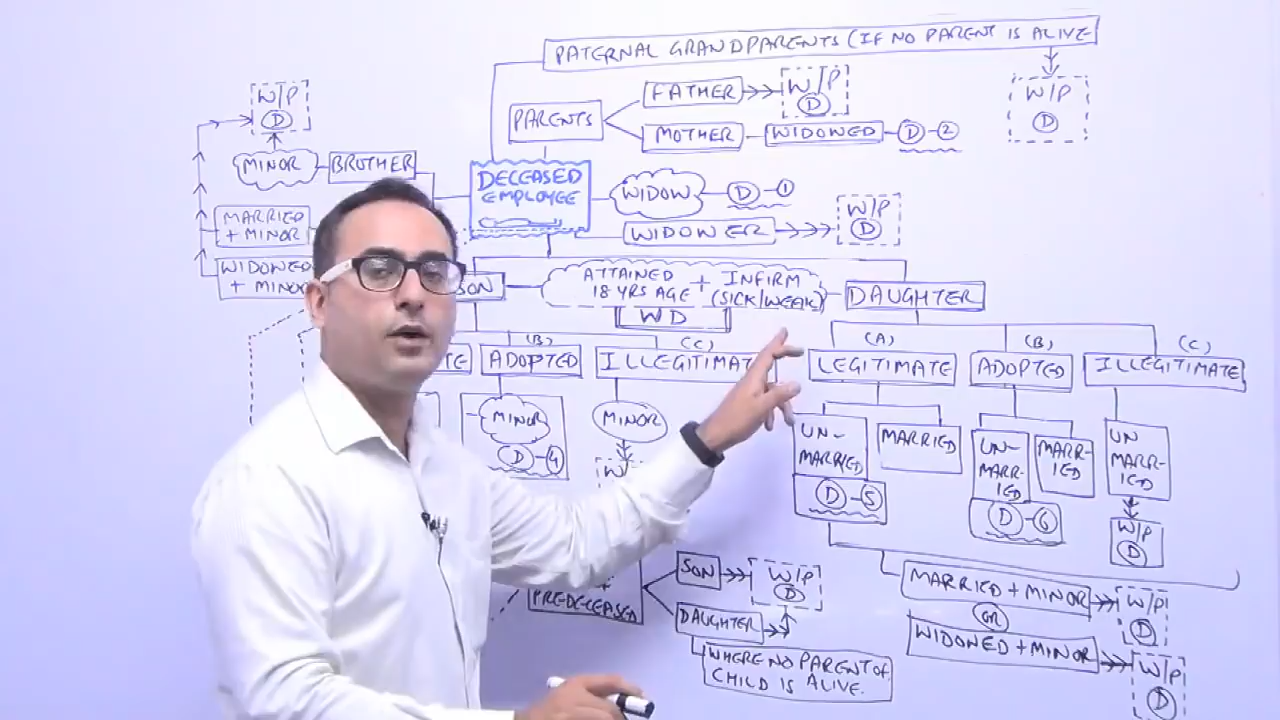 PATERNAL GRANDPARENTS (IF NO PARENT IS ALIVE
W/P
D
W/P
D
FATHER
W/P
D
PARENTS
MOTHER
WIDOWED
D-2
MINOR
BROTHER
DECEASED
EMPLOYEE
WIDOW
D-1
MARRIED
+ MINOR
WIDOWER
W/P
D
WIDOWED
+ MINOR
SON
ATTAINED
18 YRS AGE
+
INFIRM
(SICK/WEAK)
DAUGHTER
WD
(B)
(C)
(A)
(B)
(C)
ADOPTED
ILLEGITIMATE
LEGITIMATE
ADOPTED
ILLEGITIMATE
MINOR
D-4
MINOR
UN-
MARRIED
D-5
MARRIED
UN-
MARR-
IED
D-6
MARR-
IED
UN
MARR-
IED
W/P
D
SON
W/P
D
PREDECEASED
DAUGHTER
WHERE NO PARENT OF
CHILD IS ALIVE.
MARRIED + MINOR
W/P
D
OR
WIDONED + MINOR
W/P
D